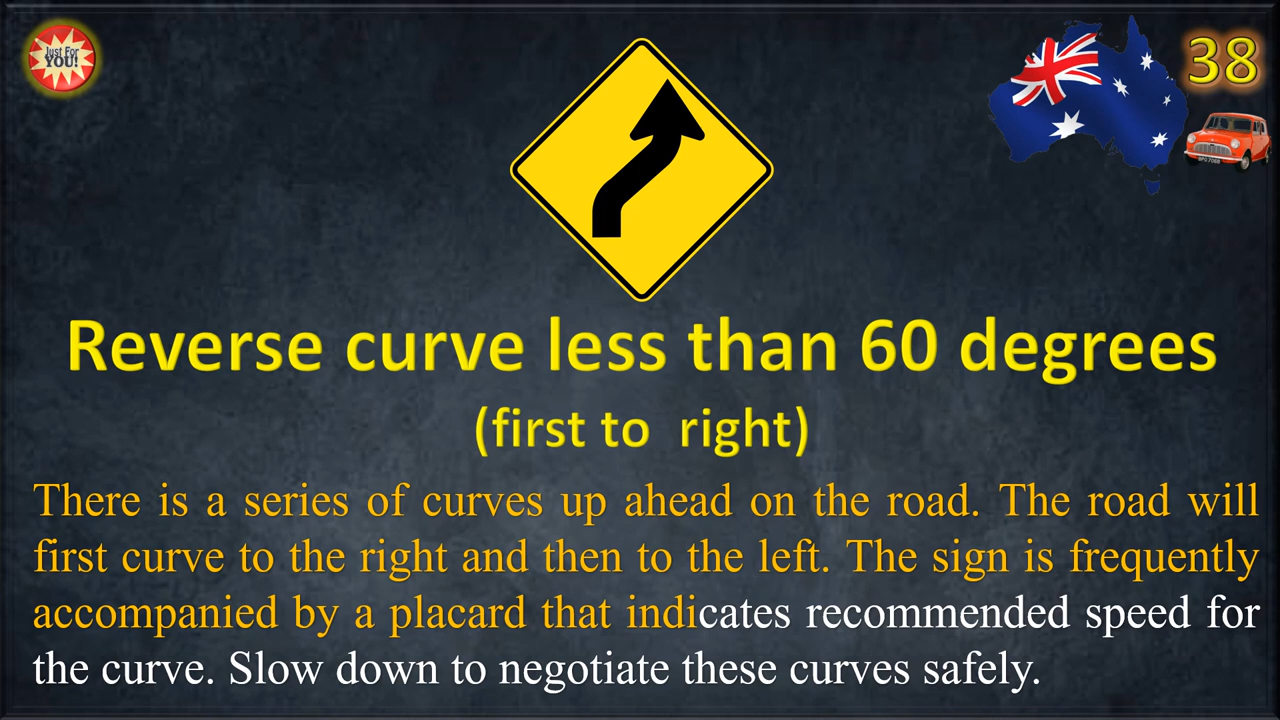 Just For
YOU!
38
Reverse curve less than 60 degrees
(first to right)
There is a series of curves up ahead on the road. The road will
first curve to the right and then to the left. The sign is frequently
accompanied by a placard that indicates recommended speed for
the curve. Slow down to negotiate these curves safely.